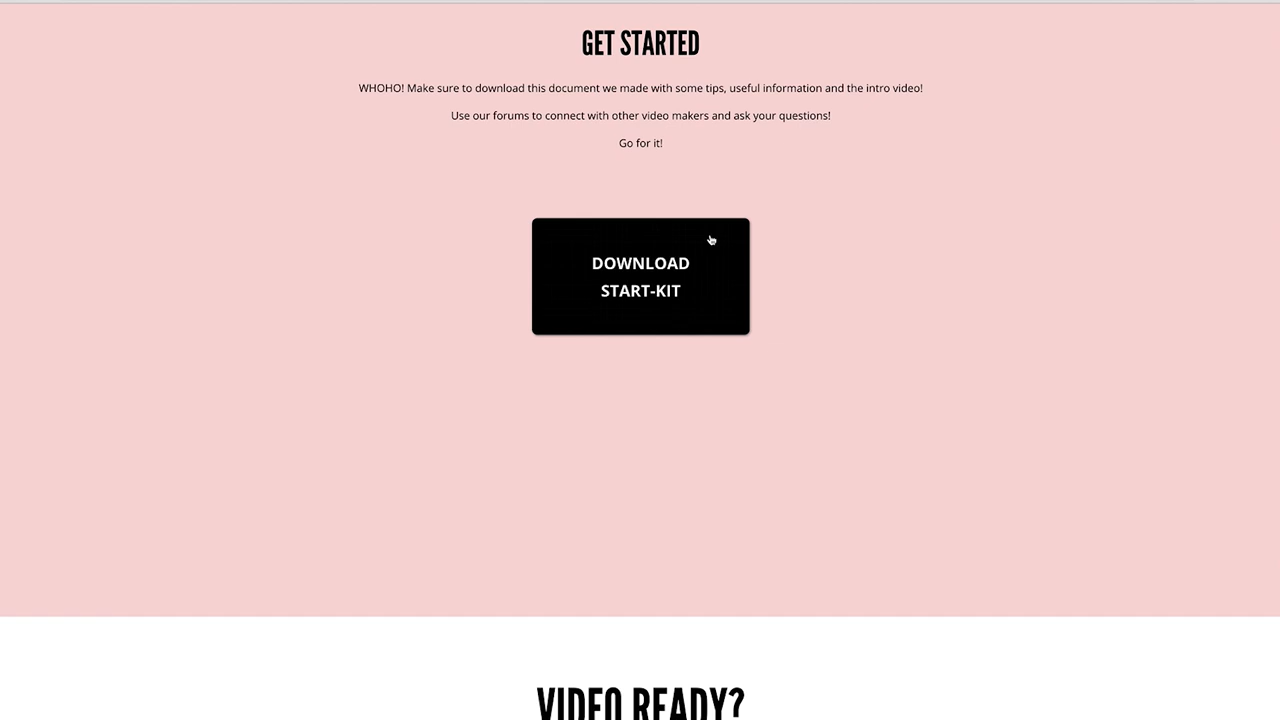 GET STARTED
WHOHO! Make sure to download this document we made with some tips, useful information and the intro video!
Use our forums to connect with other video makers and ask your questions!
Go for it!
DOWNLOAD
START-KIT
VIDEO READY?